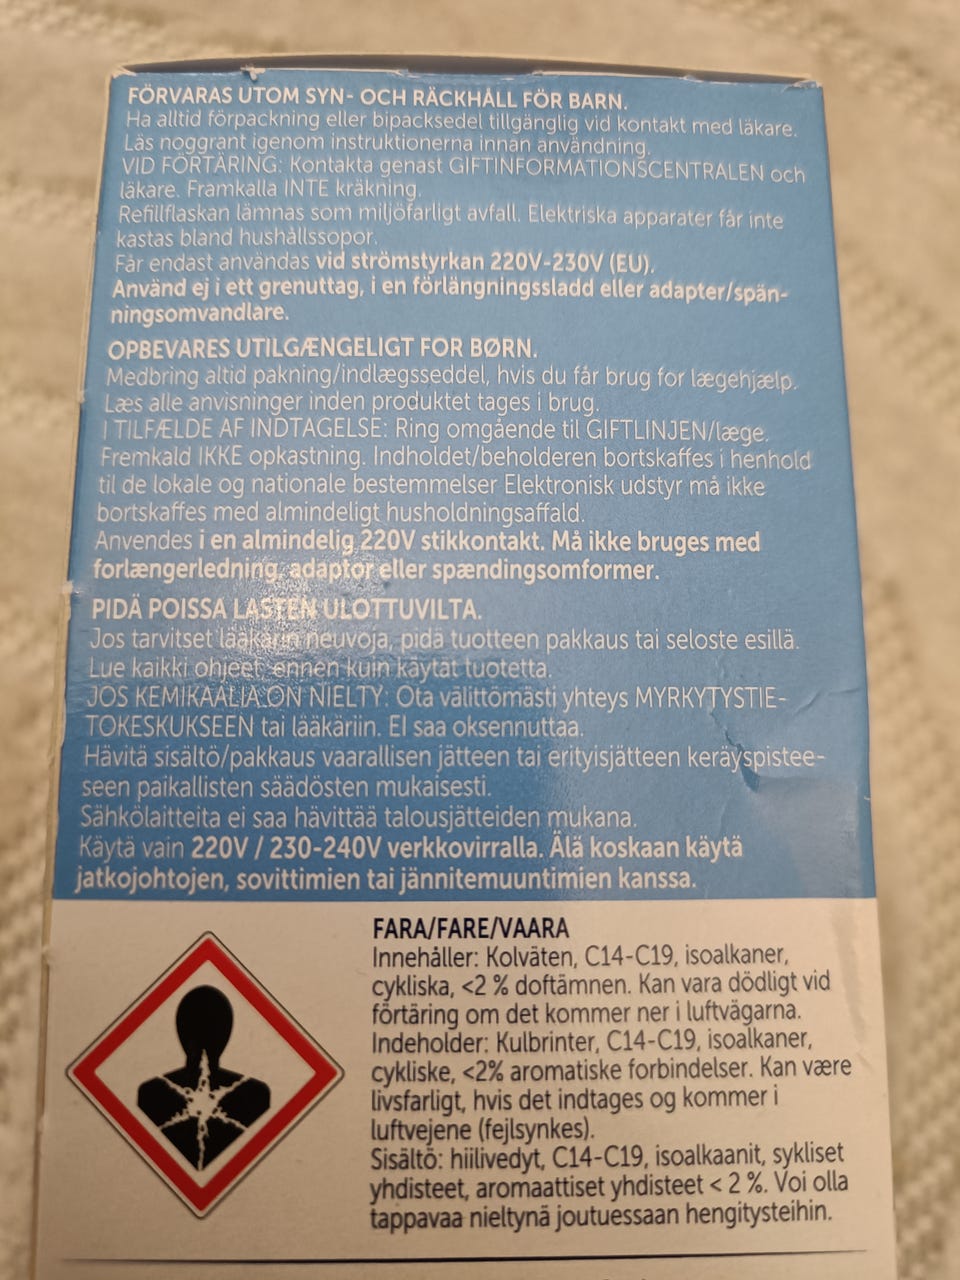 FÖRVARAS UTOM SYN- OCH RÄCKHÅLL FÖR BARN.
Ha alltid förpackning eller bipacksedel tillgänglig vid kontakt med läkare.
Läs noggrant igenom instruktionerna innan användning.
VID FÖRTÄRING: Kontakta genast GIFTINFORMATIONSCENTRALEN och
läkare. Framkalla INTE kräkning.
Refillflaskan lämnas som miljöfarligt avfall. Elektriska apparater får inte
kastas bland hushållssopor.
Får endast användas vid strömstyrkan 220V-230V (EU).
Använd ej i ett grenuttag, i en förlängningssladd eller adapter/spän-
ningsomvandlare.
OPBEVARES UTILGÆNGELIGT FOR BØRN.
Medbring altid pakning/indlægsseddel, hvis du får brug for lægehjælp.
Læs alle anvisninger inden produktet tages i brug.
I TILFÆLDE AF INDTAGELSE: Ring omgående til GIFTLINJEN/læge.
Fremkald IKKE opkastning. Indholdet/beholderen bortskaffes i henhold
til de lokale og nationale bestemmelser Elektronisk udstyr må ikke
bortskaffes med almindeligt husholdningsaffald.
Anvendes i en almindelig 220V stikkontakt. Må ikke bruges med
forlængerledning, adaptor eller spændingsomformer.
PIDÄ POISSA LASTEN ULOTTUVILTA.
Jos tarvitset lääkärin neuvoja, pidä tuotteen pakkaus tai seloste esillä.
Lue kaikki ohjeet, ennen kuin käytät tuotetta.
JOS KEMIKAALIA ON NIELTY: Ota välittömästi yhteys MYRKYTYSTIE-
TOKESKUKSEEN tai lääkäriin. EI saa oksennuttaa.
Hävitä sisältö/pakkaus vaarallisen jätteen tai erityisjätteen keräyspistee-
seen paikallisten säädösten mukaisesti.
Sähkölaitteita ei saa hävittää talousjätteiden mukana.
Käytä vain 220V / 230-240V verkkovirralla. Älä koskaan käytä
jatkojohtojen, sovittimien tai jännitemuuntimien kanssa.
FARA/FARE/VAARA
Innehåller: Kolväten, C14-C19, isoalkaner,
cykliska, <2 % doftämnen. Kan vara dödligt vid
förtäring om det kommer ner i luftvägarna.
Indeholder: Kulbrinter, C14-C19, isoalkaner,
cykliske, <2% aromatiske forbindelser. Kan være
livsfarligt, hvis det indtages og kommer i
luftvejene (fejlsynkes).
Sisältö: hiilivedyt, C14-C19, isoalkaanit, sykliset
yhdisteet, aromaattiset yhdisteet < 2 %. Voi olla
tappavaa nieltynä joutuessaan hengitysteihin.